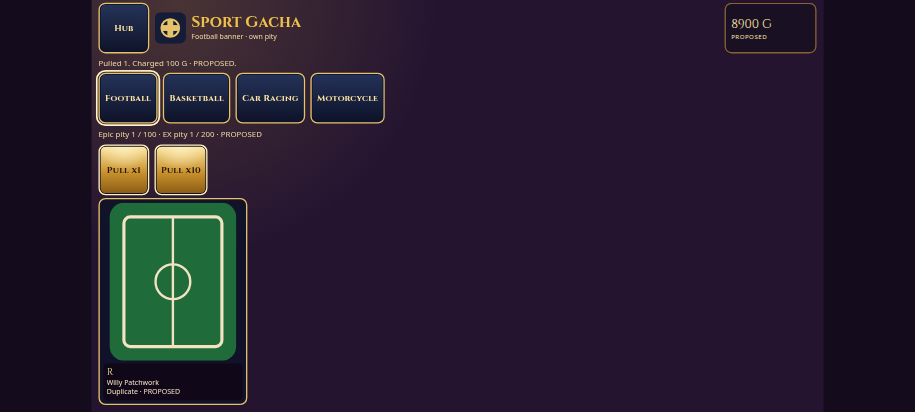 Hub
Sport Gacha
Football banner · own pity
8900 G
PROPOSED
Pulled 1. Charged 100 G · PROPOSED.
Football
Basketball
Car Racing
Motorcycle
Epic pity 1 / 100 · EX pity 1 / 200 · PROPOSED
Pull x1
Pull x10
R
Willy Patchwork
Duplicate · PROPOSED